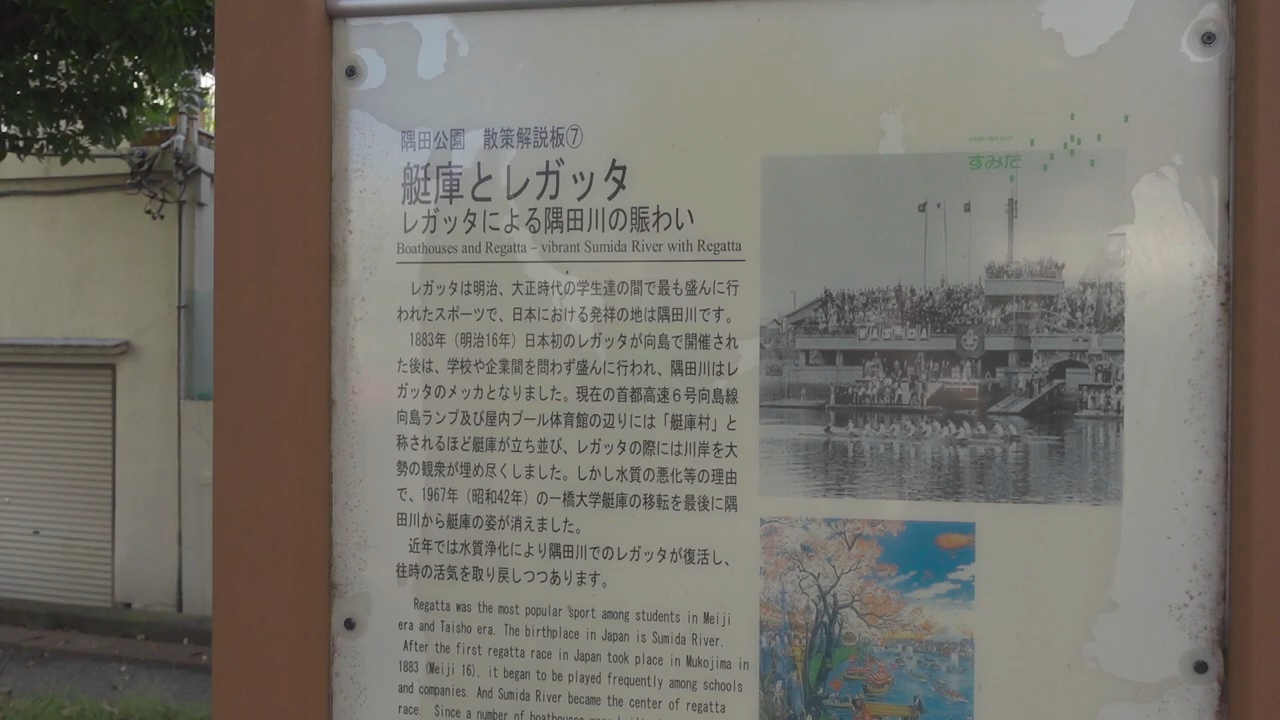 隅田公園　散策解説板⑦
艇庫とレガッタ
レガッタによる隅田川の賑わい
Boathouses and Regatta – vibrant Sumida River with Regatta
すみだ
レガッタは明治、大正時代の学生達の間で最も盛んに行
われたスポーツで、日本における発祥の地は隅田川です。
1883年（明治16年）日本初のレガッタが向島で開催され
た後は、学校や企業間を問わず盛んに行われ、隅田川はレ
ガッタのメッカとなりました。現在の首都高速６号向島線
向島ランプ及び屋内プール体育館の辺りには「艇庫村」と
称されるほど艇庫が立ち並び、レガッタの際には川岸を大
勢の観衆が埋め尽くしました。しかし水質の悪化等の理由
で、1967年（昭和42年）の一橋大学艇庫の移転を最後に隅
田川から艇庫の姿が消えました。
近年では水質浄化により隅田川でのレガッタが復活し、
往時の活気を取り戻しつつあります。
Regatta was the most popular sport among students in Meiji
era and Taisho era. The birthplace in Japan is Sumida River.
After the first regatta race in Japan took place in Mukojima in
1883 (Meiji 16), it began to be played frequently among schools
and companies. And Sumida River became the center of regatta
race. Since a number of boathouses